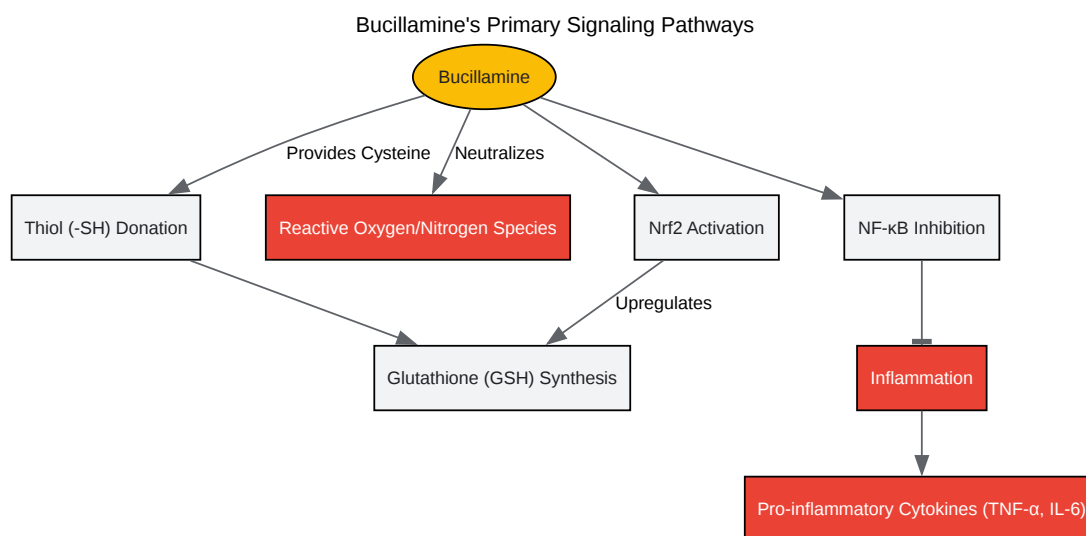 Bucillamine's Primary Signaling Pathways
Bucillamine
Provides Cysteine
Neutralizes
Thiol (-SH) Donation
Reactive Oxygen/Nitrogen Species
Nrf2 Activation
NF-κB Inhibition
Upregulates
Glutathione (GSH) Synthesis
Inflammation
Pro-inflammatory Cytokines (TNF-α, IL-6)